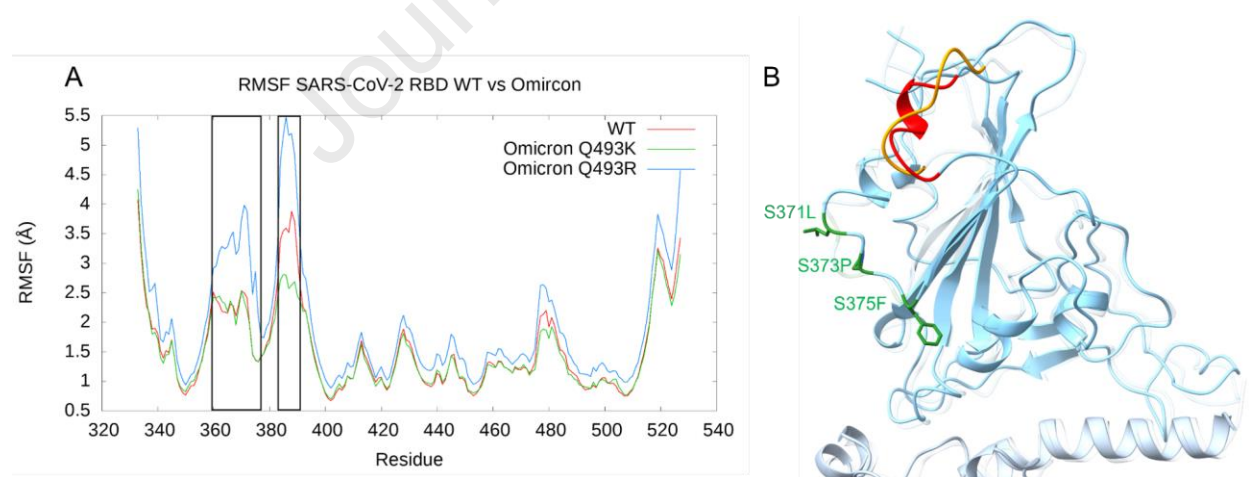 Journ
A
RMSF SARS-CoV-2 RBD WT vs Omircon
5.5
5
4.5
4
3.5
3
2.5
2
1.5
1
0.5
RMSF (Å)
WT
Omicron Q493K
Omicron Q493R
320 340 360 380 400 420 440 460 480 500 520 540
Residue
B
S371L
S373P
S375F